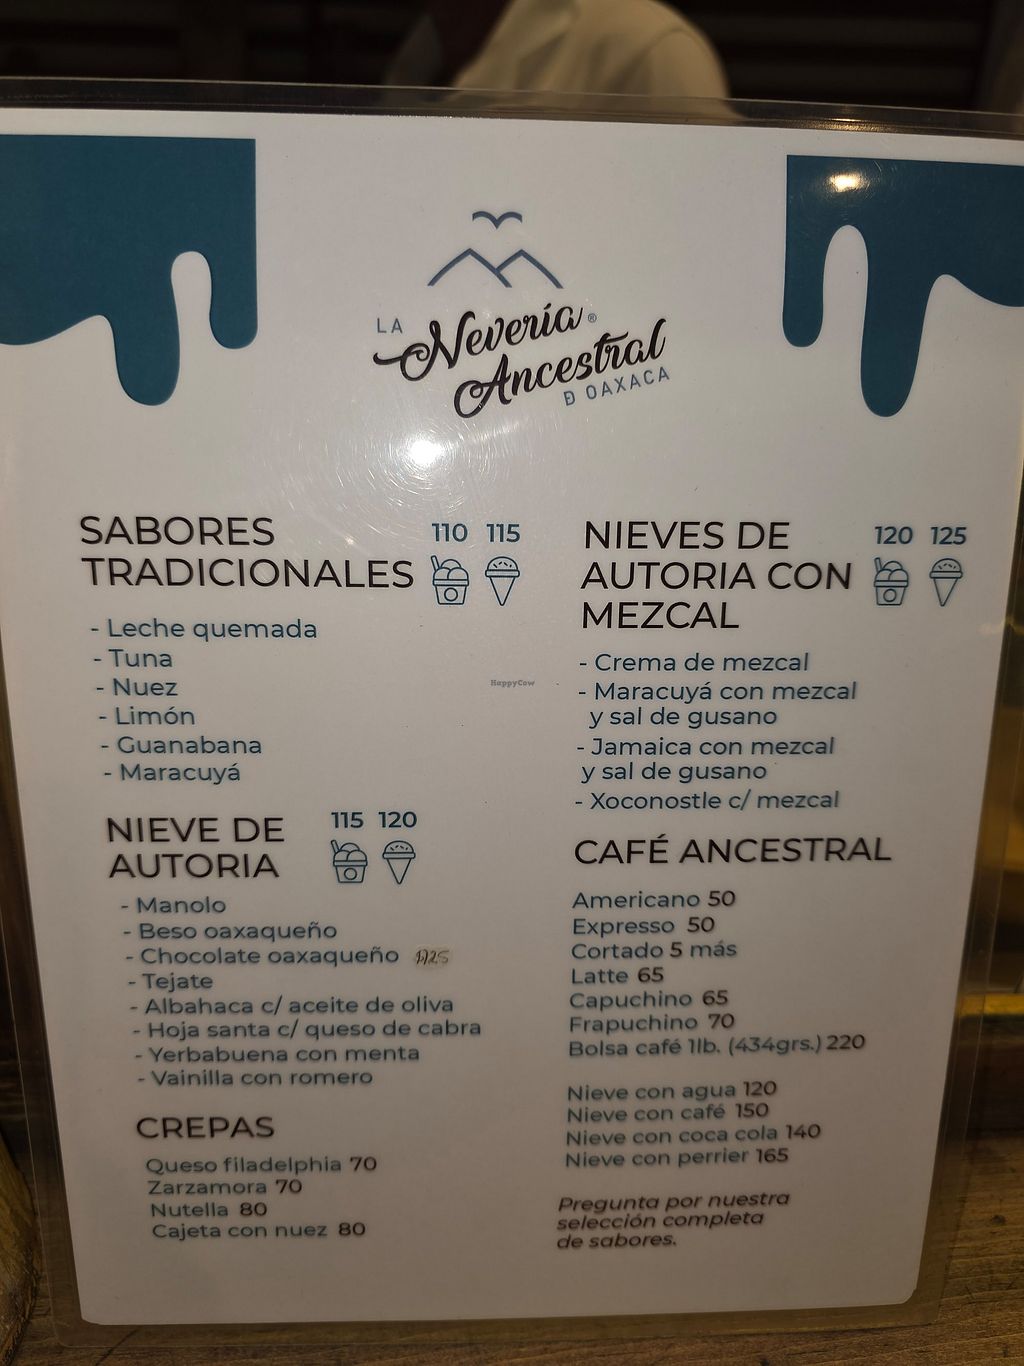 LA Nevería ®
Ancestral
Đ OAXACA
SABORES
TRADICIONALES
110 115
- Leche quemada
- Tuna
- Nuez
- Limón
- Guanabana
- Maracuyá
NIEVE DE
AUTORIA
115 120
- Manolo
- Beso oaxaqueño
- Chocolate oaxaqueño 125
- Tejate
- Albahaca c/ aceite de oliva
- Hoja santa c/ queso de cabra
- Yerbabuena con menta
- Vainilla con romero
CREPAS
Queso filadelphia 70
Zarzamora 70
Nutella 80
Cajeta con nuez 80
HappyCow
NIEVES DE
AUTORIA CON
MEZCAL
120 125
- Crema de mezcal
- Maracuyá con mezcal
y sal de gusano
- Jamaica con mezcal
y sal de gusano
- Xoconostle c/ mezcal
CAFÉ ANCESTRAL
Americano 50
Expresso 50
Cortado 5 más
Latte 65
Capuchino 65
Frapuchino 70
Bolsa café 1lb. (434grs.) 220
Nieve con agua 120
Nieve con café 150
Nieve con coca cola 140
Nieve con perrier 165
Pregunta por nuestra
selección completa
de sabores.